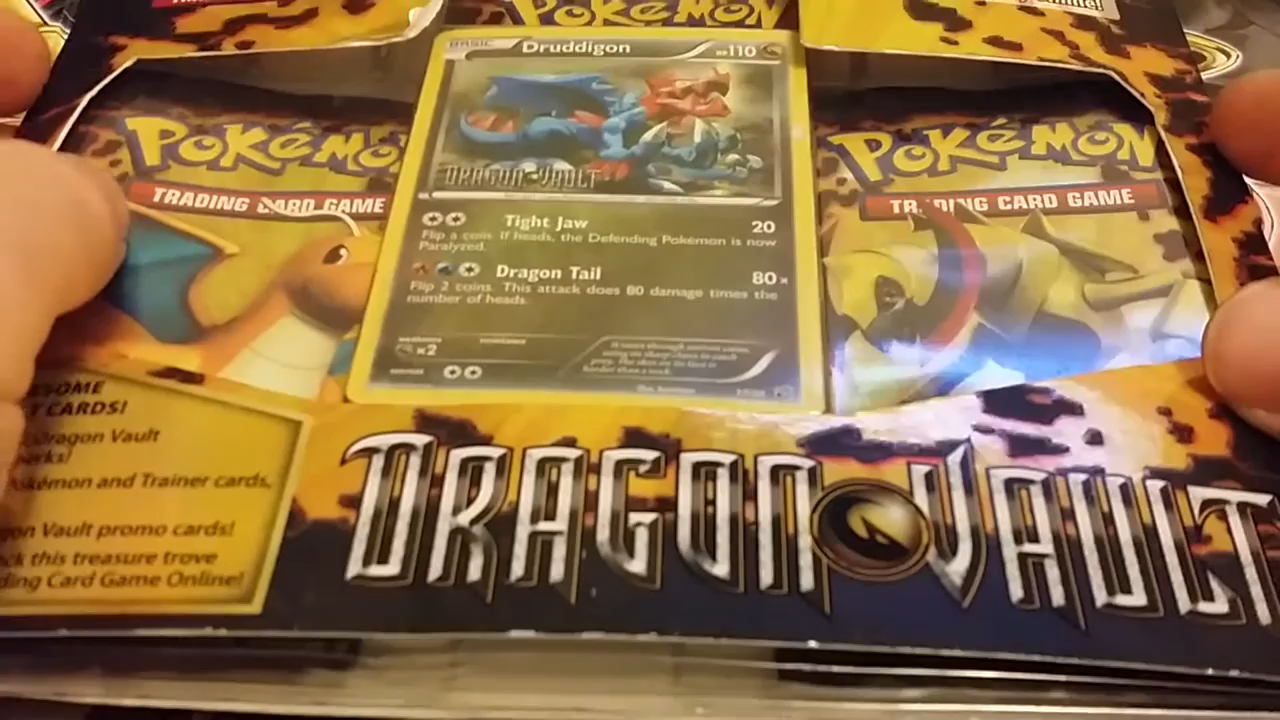 POKéMON
BASIC Druddigon HP110
DRAGON VAULT
Tight Jaw 20
Flip a coin. If heads, the Defending Pokémon is now
Paralyzed.
Dragon Tail 80×
Flip 2 coins. This attack does 80 damage times the
number of heads.
×2
POKéMO
TRADING CARD GAME
POKéMON
TRADING CARD GAME
SOME
CARDS!
Dragon Vault
Pokémon and Trainer cards,
on Vault promo cards!
ck this treasure trove
ding Card Game Online!
DRAGON VAULT